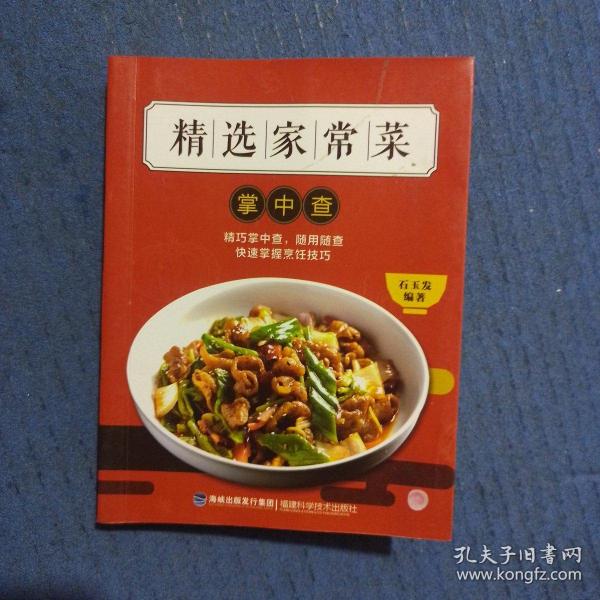 精选家常菜
掌中查
精巧掌中查，随用随查
快速掌握烹饪技巧
石玉发
编著
海峡出版发行集团 | 福建科学技术出版社
孔夫子旧书网
www.kongfz.com